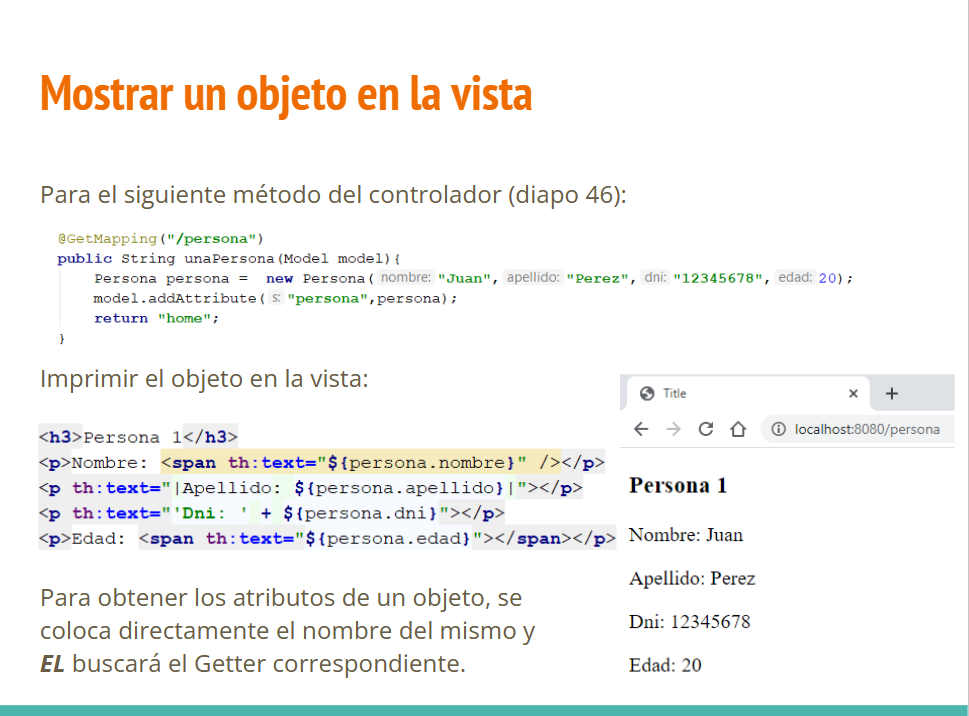 Mostrar un objeto en la vista
Para el siguiente método del controlador (diapo 46):
@GetMapping("/persona")
public String unaPersona(Model model){
Persona persona = new Persona( nombre: "Juan", apellido: "Perez", dni: "12345678", edad: 20);
model.addAttribute( s: "persona",persona);
return "home";
}
Imprimir el objeto en la vista:
<h3>Persona 1</h3>
<p>Nombre: <span th:text="${persona.nombre}" /></p>
<p th:text="|Apellido: ${persona.apellido}|"></p>
<p th:text="'Dni: ' + ${persona.dni}"></p>
<p>Edad: <span th:text="${persona.edad}"></span></p>
Title
localhost:8080/persona
Persona 1
Nombre: Juan
Apellido: Perez
Dni: 12345678
Edad: 20
Para obtener los atributos de un objeto, se
coloca directamente el nombre del mismo y
EL buscará el Getter correspondiente.